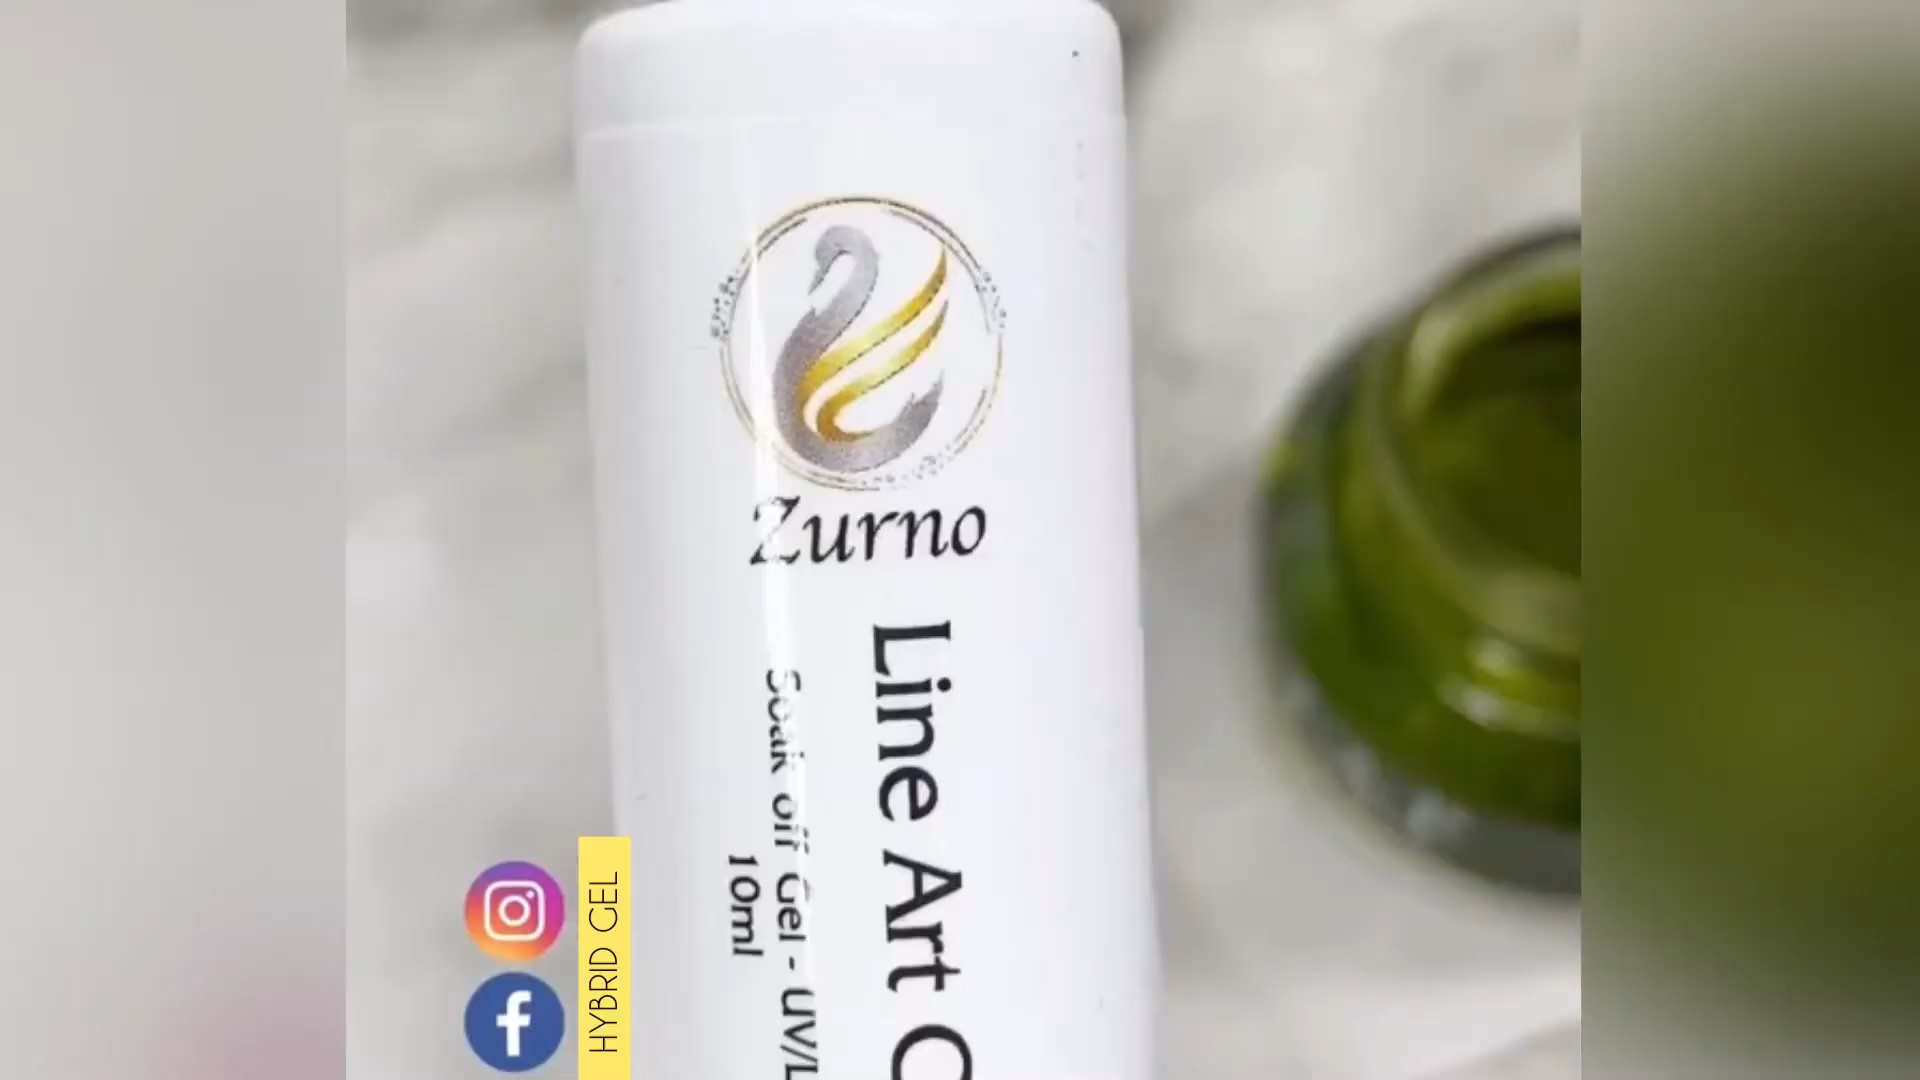 Zurno
Line Art
Soak off Gel - UV/L
10ml
HYBRID GEL